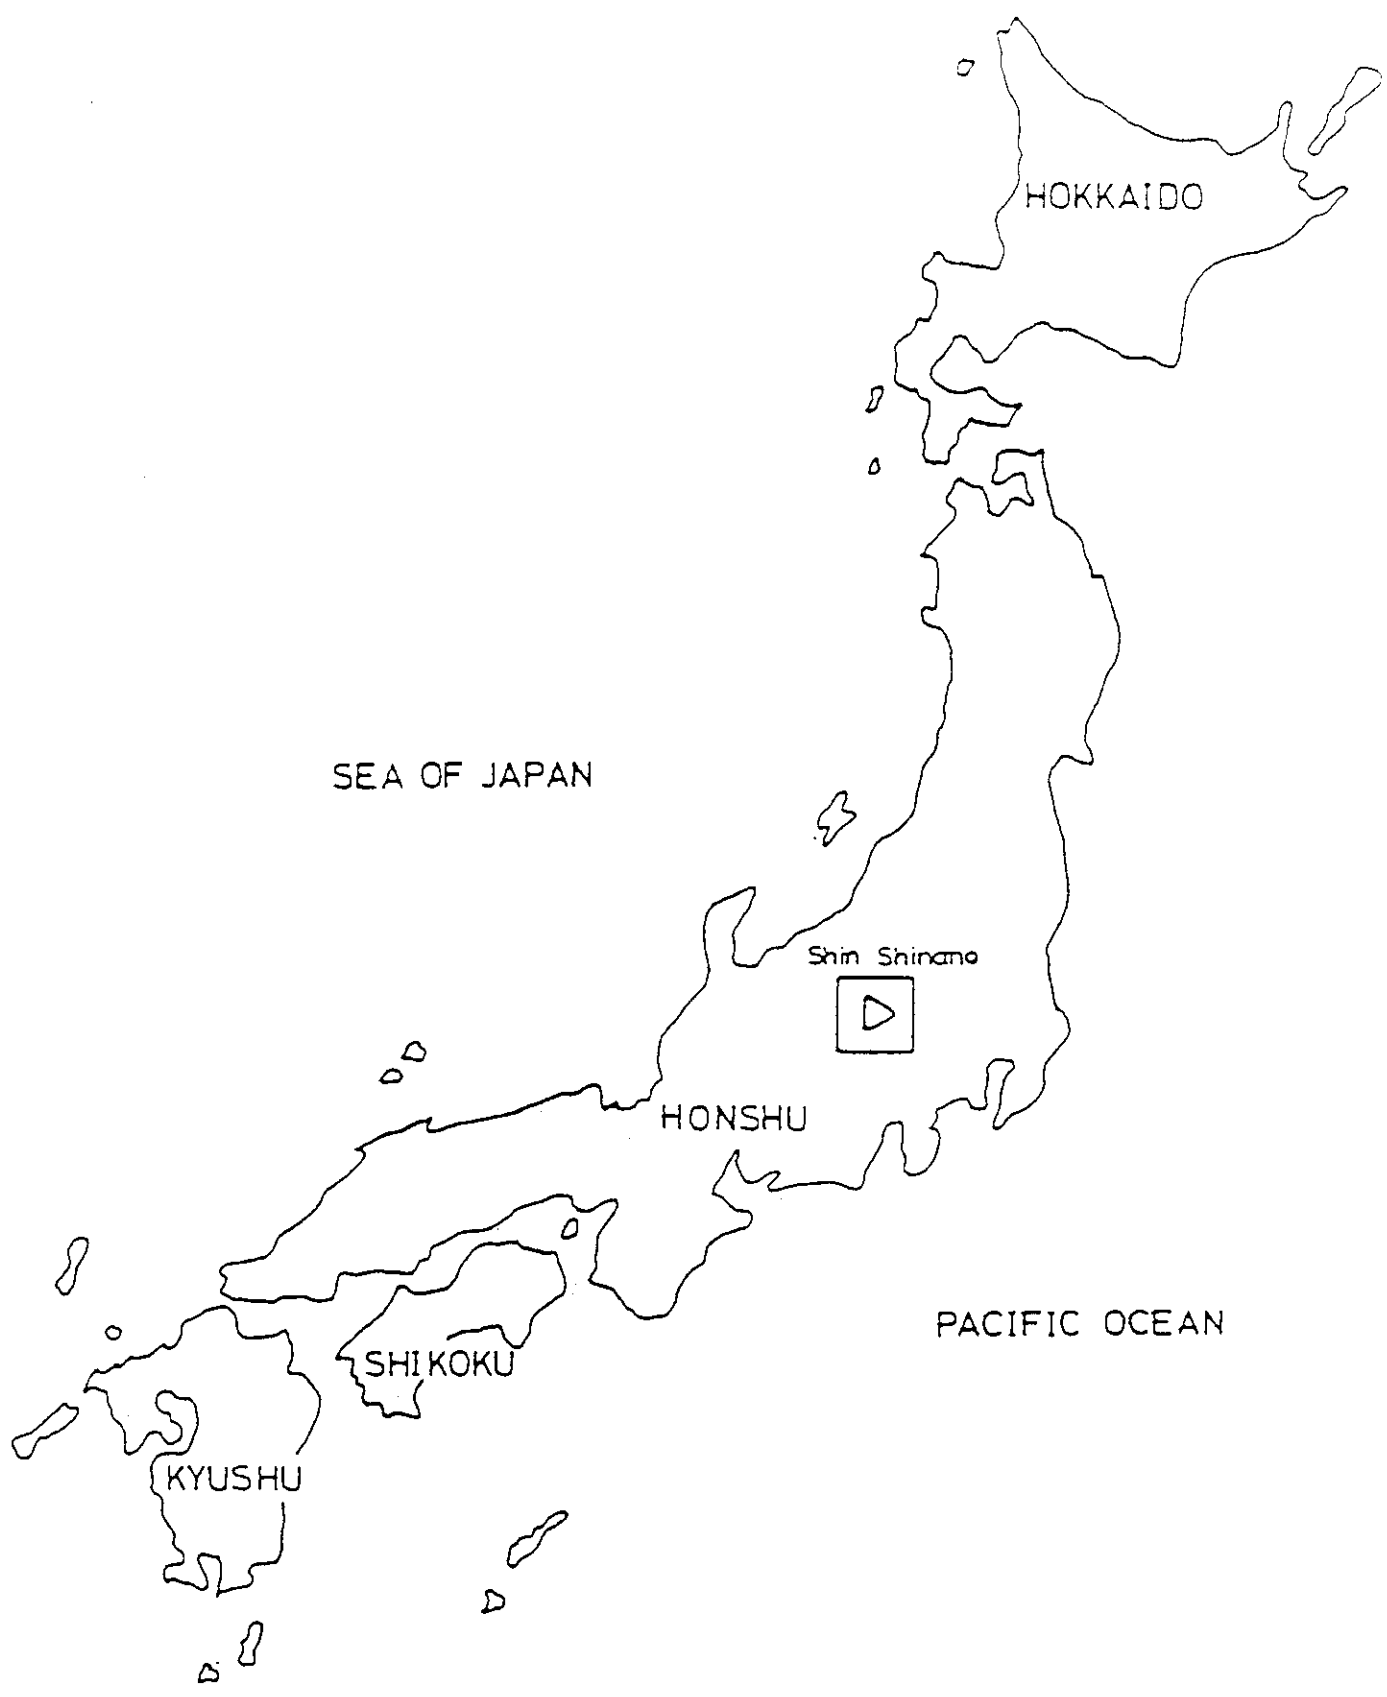 HOKKAIDO
SEA OF JAPAN
Shin Shinano
HONSHU
PACIFIC OCEAN
SHIKOKU
KYUSHU